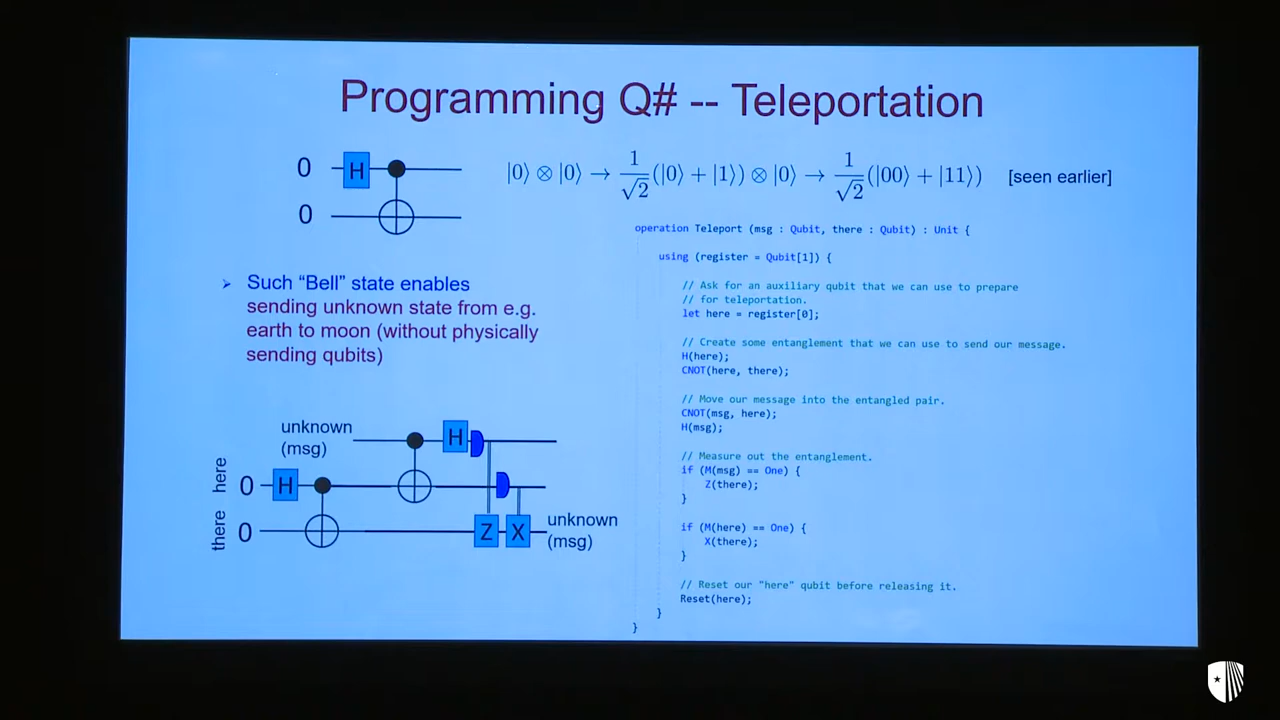 Programming Q# -- Teleportation
0 H
0
|0⟩ ⊗ |0⟩ → 1/√2 (|0⟩ + |1⟩) ⊗ |0⟩ → 1/√2 (|00⟩ + |11⟩) [seen earlier]
➢ Such “Bell” state enables
sending unknown state from e.g.
earth to moon (without physically
sending qubits)
unknown
(msg)
H
here
0 H
there
0
Z X
unknown
(msg)
operation Teleport (msg : Qubit, there : Qubit) : Unit {
using (register = Qubit[1]) {
// Ask for an auxiliary qubit that we can use to prepare
// for teleportation.
let here = register[0];
// Create some entanglement that we can use to send our message.
H(here);
CNOT(here, there);
// Move our message into the entangled pair.
CNOT(msg, here);
H(msg);
// Measure out the entanglement.
if (M(msg) == One) {
Z(there);
}
if (M(here) == One) {
X(there);
}
// Reset our "here" qubit before releasing it.
Reset(here);
}
}